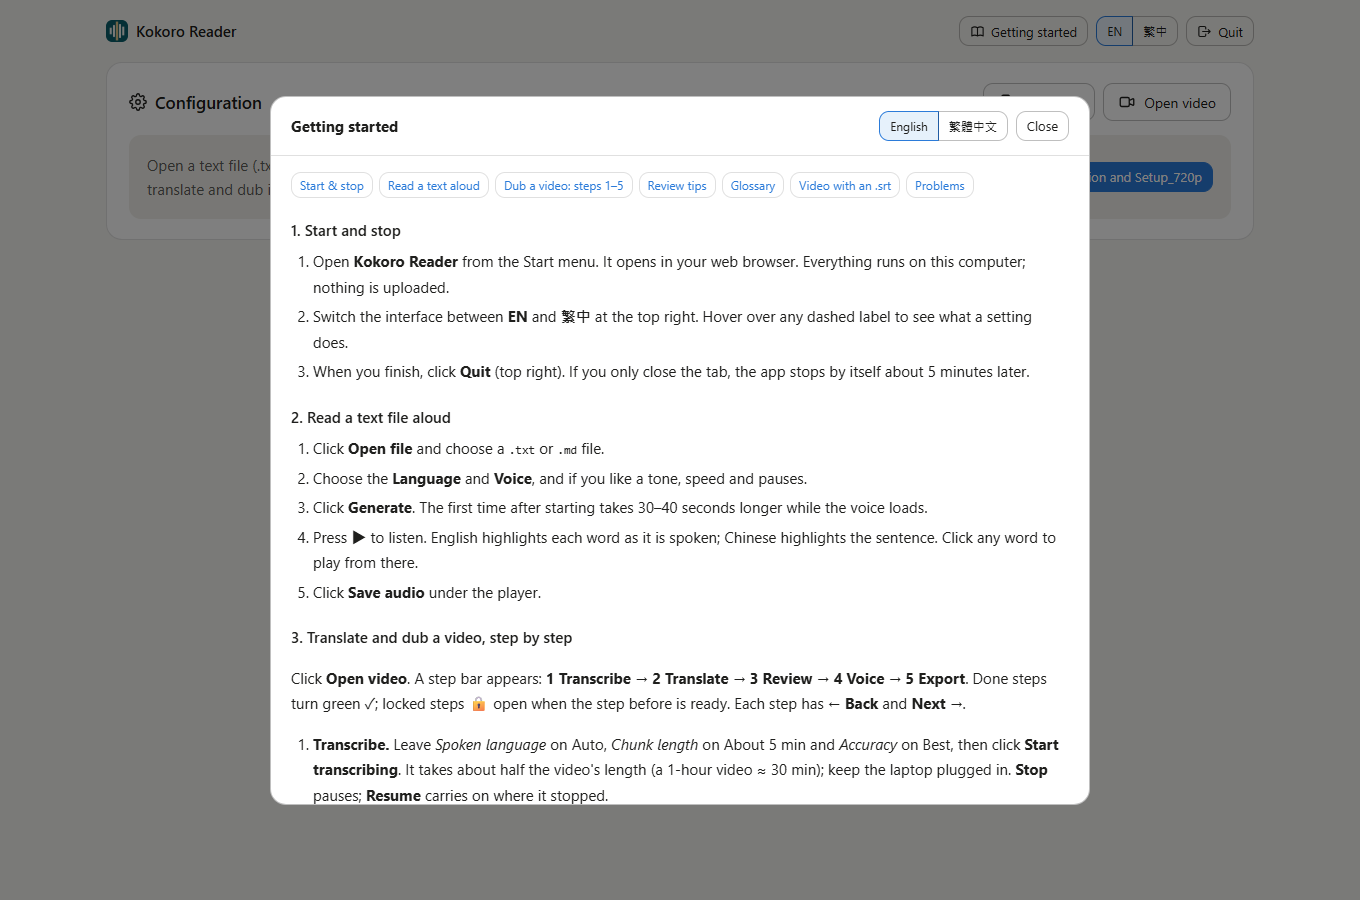 Kokoro Reader
Getting started
EN
繁中
Quit
Configuration
Open video
Open a text file (.tx
translate and dub i
on and Setup_720p
Getting started
English
繁體中文
Close
Start & stop
Read a text aloud
Dub a video: steps 1–5
Review tips
Glossary
Video with an .srt
Problems
1. Start and stop
1. Open Kokoro Reader from the Start menu. It opens in your web browser. Everything runs on this computer;
nothing is uploaded.
2. Switch the interface between EN and 繁中 at the top right. Hover over any dashed label to see what a setting
does.
3. When you finish, click Quit (top right). If you only close the tab, the app stops by itself about 5 minutes later.
2. Read a text file aloud
1. Click Open file and choose a .txt or .md file.
2. Choose the Language and Voice, and if you like a tone, speed and pauses.
3. Click Generate. The first time after starting takes 30–40 seconds longer while the voice loads.
4. Press ▶ to listen. English highlights each word as it is spoken; Chinese highlights the sentence. Click any word to
play from there.
5. Click Save audio under the player.
3. Translate and dub a video, step by step
Click Open video. A step bar appears: 1 Transcribe → 2 Translate → 3 Review → 4 Voice → 5 Export. Done steps
turn green ✓; locked steps 🔒 open when the step before is ready. Each step has ← Back and Next →.
1. Transcribe. Leave Spoken language on Auto, Chunk length on About 5 min and Accuracy on Best, then click Start
transcribing. It takes about half the video's length (a 1-hour video ≈ 30 min); keep the laptop plugged in. Stop
pauses; Resume carries on where it stopped.